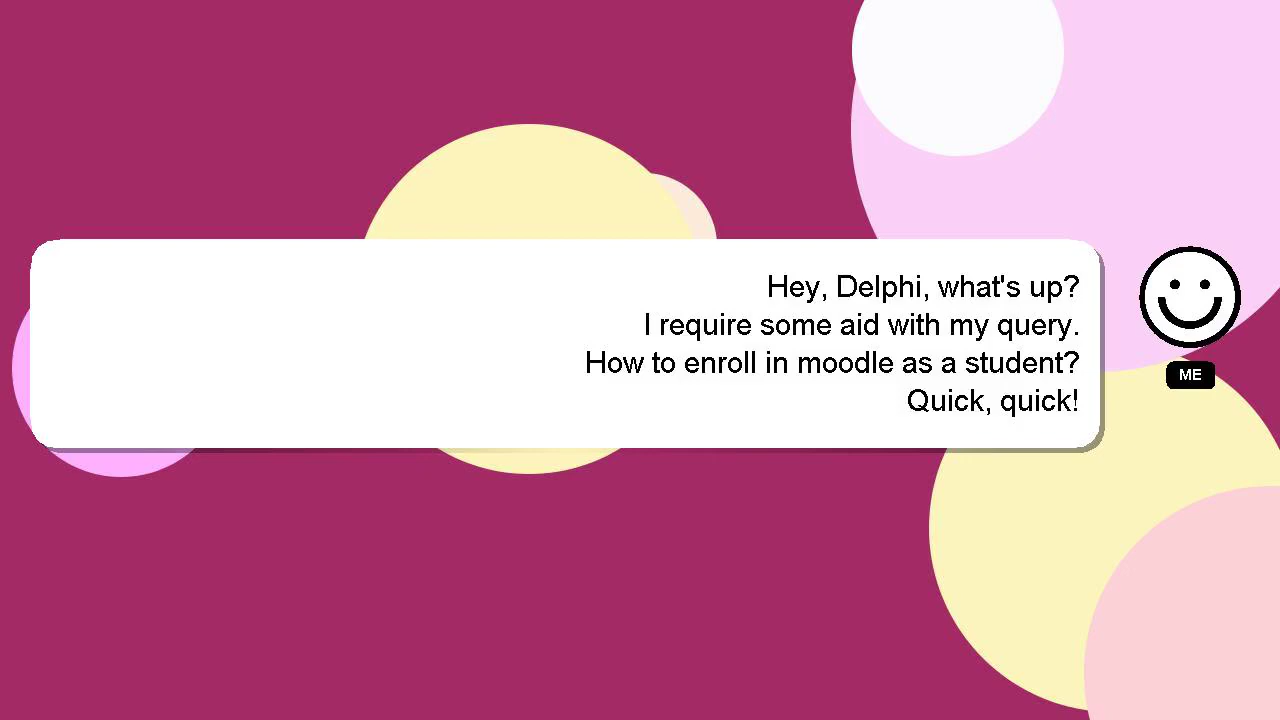 Hey, Delphi, what's up?
I require some aid with my query.
How to enroll in moodle as a student?
Quick, quick!
ME